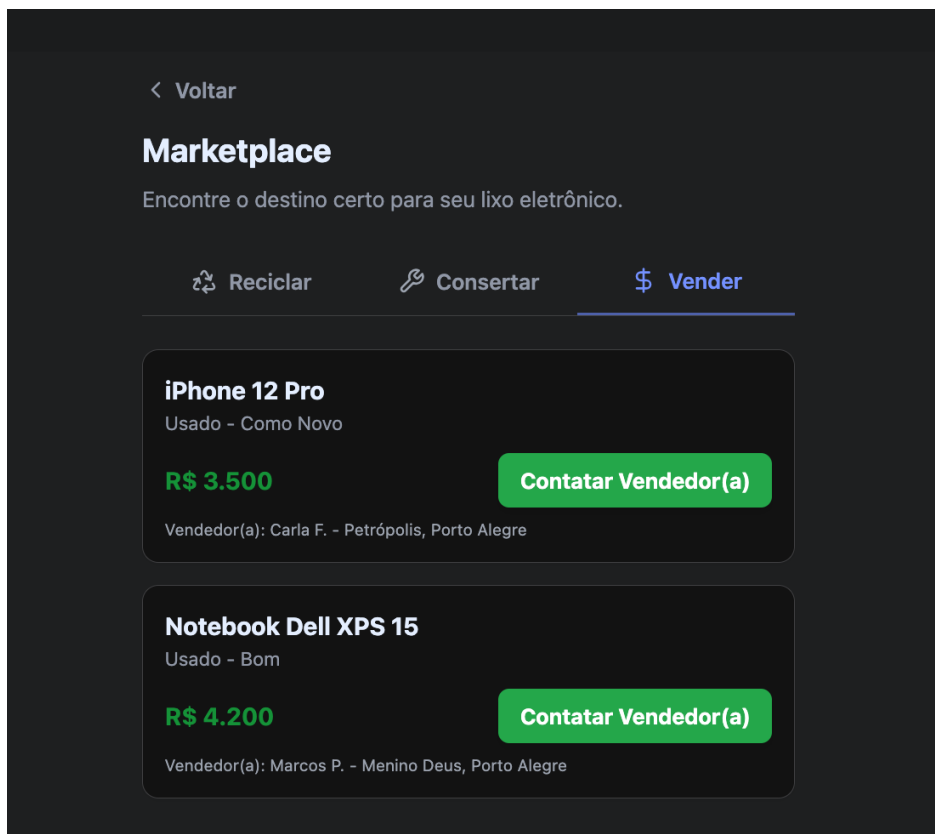 Voltar
Marketplace
Encontre o destino certo para seu lixo eletrônico.
Reciclar Consertar $ Vender
iPhone 12 Pro
Usado - Como Novo
R$ 3.500 Contatar Vendedor(a)
Vendedor(a): Carla F. - Petrópolis, Porto Alegre
Notebook Dell XPS 15
Usado - Bom
R$ 4.200 Contatar Vendedor(a)
Vendedor(a): Marcos P. - Menino Deus, Porto Alegre